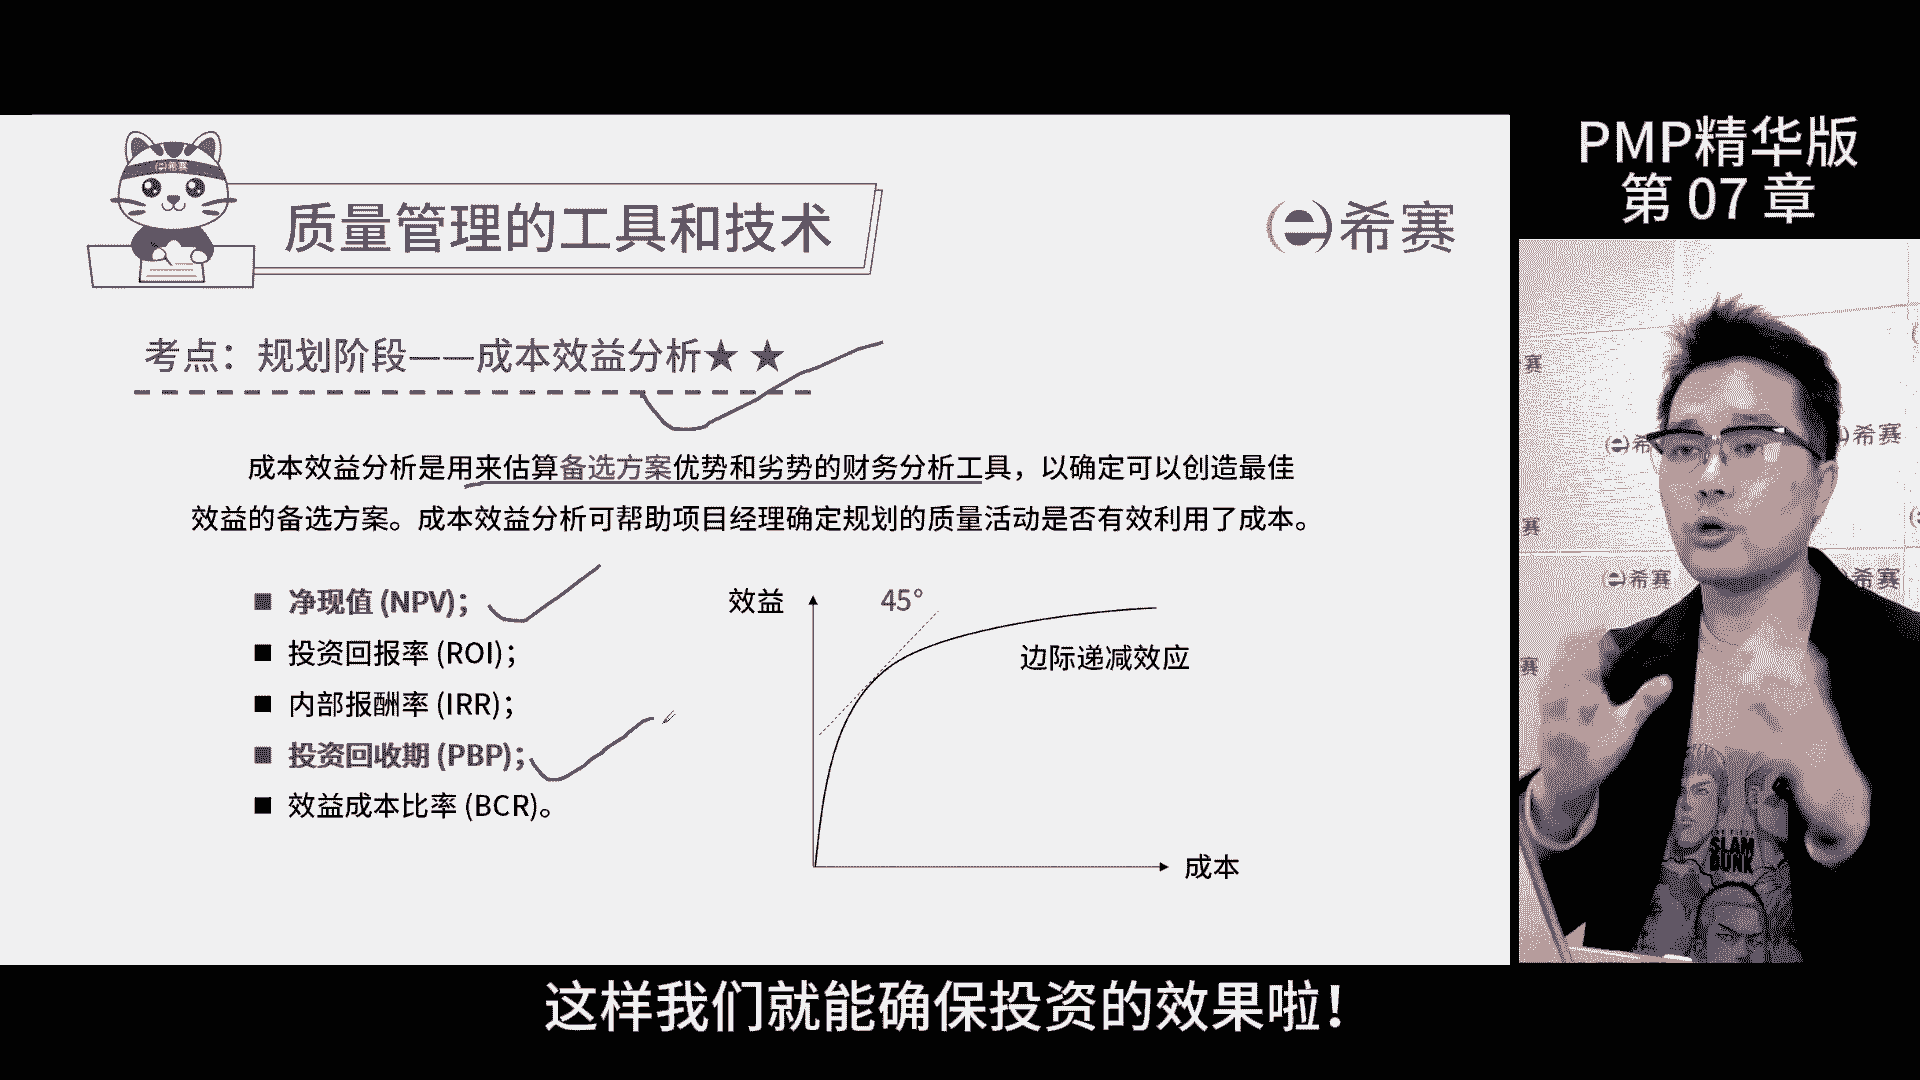 PMP精华版
第 07 章
希赛
质量管理的工具和技术
希赛
考点：规划阶段——成本效益分析★ ★
成本效益分析是用来估算备选方案优势和劣势的财务分析工具，以确定可以创造最佳
效益的备选方案。成本效益分析可帮助项目经理确定规划的质量活动是否有效利用了成本。
■ 净现值 (NPV)；
■ 投资回报率 (ROI)；
■ 内部报酬率 (IRR)；
■ 投资回收期 (PBP)；
■ 效益成本比率 (BCR)。
效益
45°
边际递减效应
成本
赛
希
希赛
赛
希赛
希赛
赛
SLAM
DUNK
这样我们就能确保投资的效果啦！